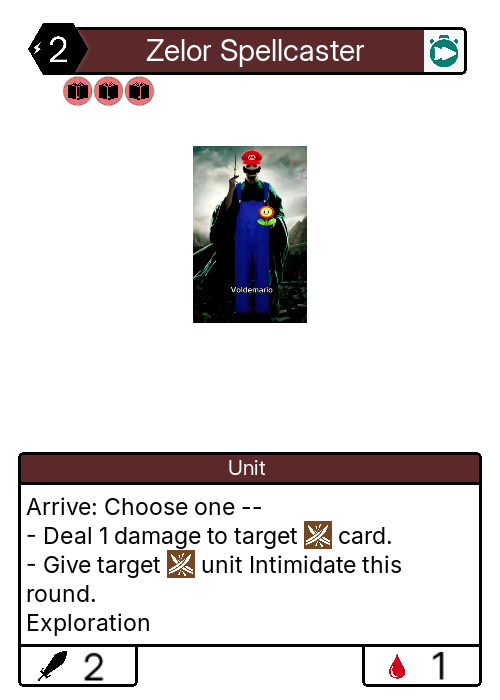 2
Zelor Spellcaster
Voldemario
Unit
Arrive: Choose one --
- Deal 1 damage to target card.
- Give target unit Intimidate this
round.
Exploration
2
1